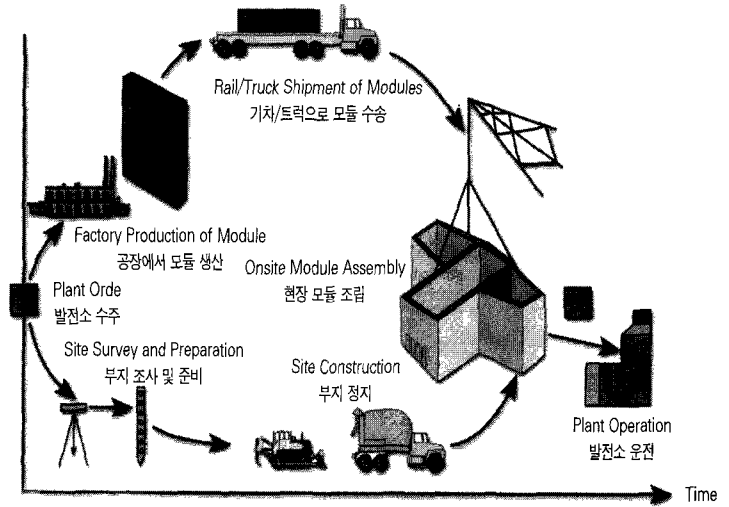 Rail/Truck Shipment of Modules
기차/트럭으로 모듈 수송
Factory Production of Module
공장에서 모듈 생산
Onsite Module Assembly
현장 모듈 조립
Plant Orde
발전소 수주
Site Survey and Preparation
부지 조사 및 준비
Site Construction
부지 정지
Plant Operation
발전소 운전
Time